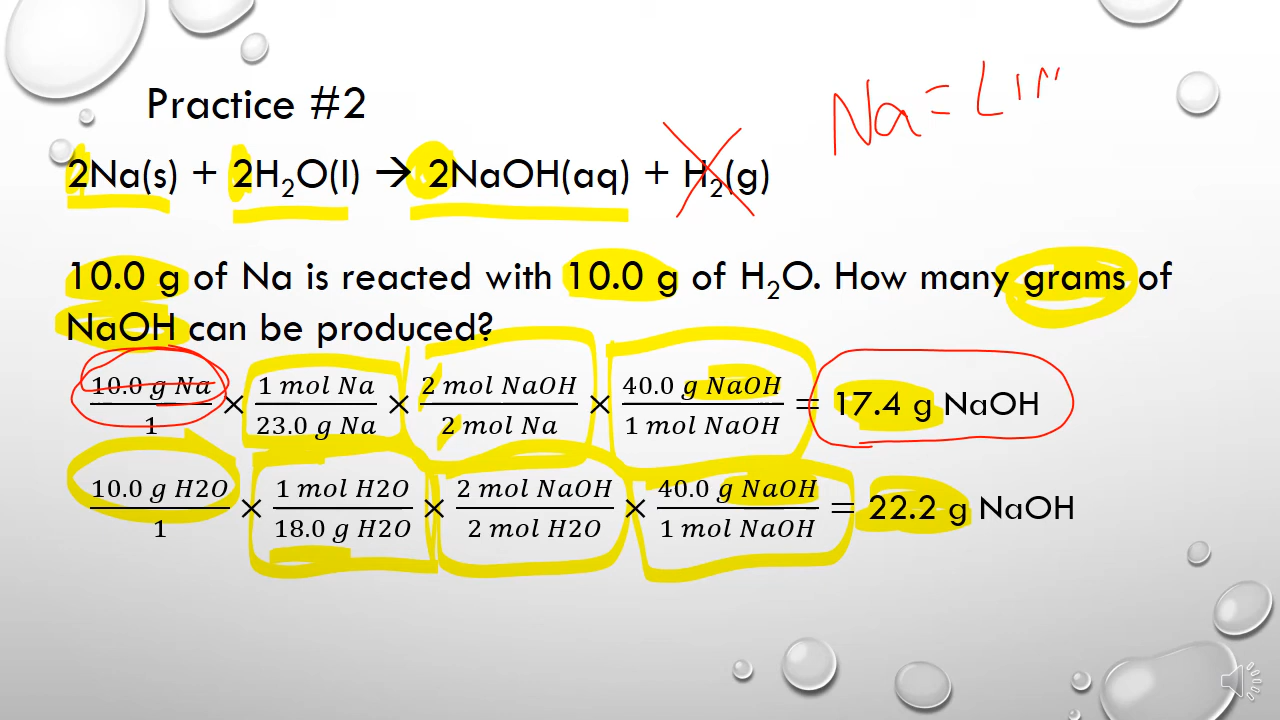 Practice #2
Na = Lim
2Na(s) + 2H₂O(l) → 2NaOH(aq) + H₂(g)
10.0 g of Na is reacted with 10.0 g of H₂O. How many grams of
NaOH can be produced?
10.0 g Na/1 × 1 mol Na/23.0 g Na × 2 mol NaOH/2 mol Na × 40.0 g NaOH/1 mol NaOH = 17.4 g NaOH
10.0 g H2O/1 × 1 mol H2O/18.0 g H2O × 2 mol NaOH/2 mol H2O × 40.0 g NaOH/1 mol NaOH = 22.2 g NaOH